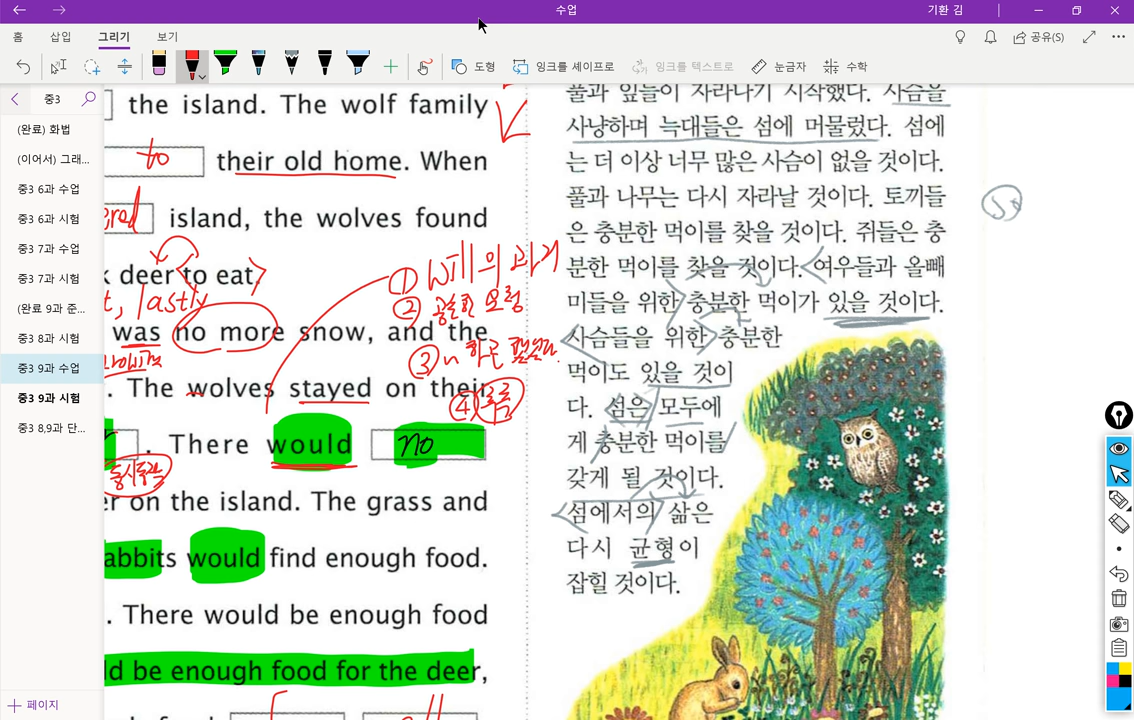 수업
기환 김
홈 삽입 그리기 보기
공유(S)
도형 잉크를 셰이프로 잉크를 텍스트로 눈금자 수학
중3
(완료) 화법
(이어서) 그래...
중3 6과 수업
중3 6과 시험
중3 7과 수업
중3 7과 시험
(완료 9과 준...
중3 8과 시험
중3 9과 수업
중3 9과 시험
중3 8,9과 단...
페이지
the island. The wolf family
to their old home. When
island, the wolves found
deer to eat,
lastly
was no more snow, and the
. The wolves stayed on their
. There would no
er on the island. The grass and
abbits would find enough food.
. There would be enough food
ld be enough food for the deer,
① will의 과거
②
③
④
풀과 잎들이 자라나기 시작했다. 사슴을
사냥하며 늑대들은 섬에 머물렀다. 섬에
는 더 이상 너무 많은 사슴이 없을 것이다.
풀과 나무는 다시 자라날 것이다. 토끼들
은 충분한 먹이를 찾을 것이다. 쥐들은 충
분한 먹이를 찾을 것이다. 여우들과 올빼
미들을 위한 충분한 먹이가 있을 것이다.
사슴들을 위한 충분한
먹이도 있을 것이
다. 섬은 모두에
게 충분한 먹이를
갖게 될 것이다.
섬에서의 삶은
다시 균형이
잡힐 것이다.